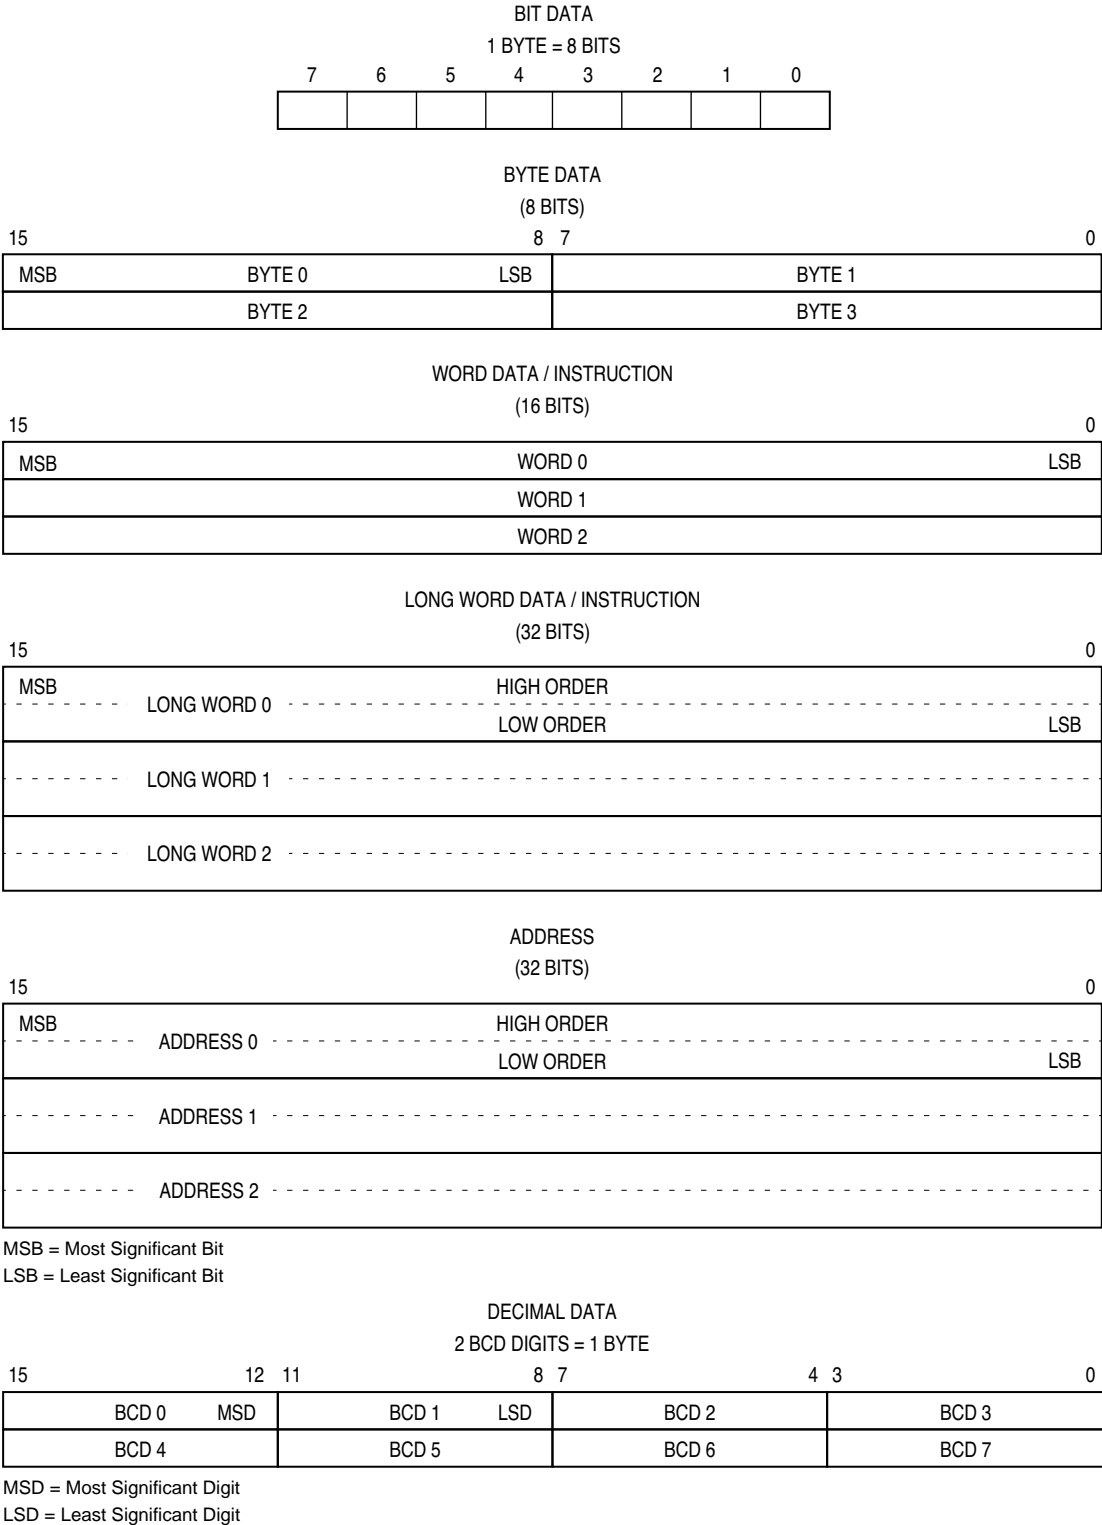 BIT DATA
1 BYTE = 8 BITS
7 6 5 4 3 2 1 0
BYTE DATA
(8 BITS)
15 8 7 0
MSB BYTE 0 LSB BYTE 1
BYTE 2 BYTE 3
WORD DATA / INSTRUCTION
(16 BITS)
15 0
MSB WORD 0 LSB
WORD 1
WORD 2
LONG WORD DATA / INSTRUCTION
(32 BITS)
15 0
MSB HIGH ORDER
LONG WORD 0
LOW ORDER LSB
LONG WORD 1
LONG WORD 2
ADDRESS
(32 BITS)
15 0
MSB HIGH ORDER
ADDRESS 0
LOW ORDER LSB
ADDRESS 1
ADDRESS 2
MSB = Most Significant Bit
LSB = Least Significant Bit
DECIMAL DATA
2 BCD DIGITS = 1 BYTE
15 12 11 8 7 4 3 0
BCD 0 MSD BCD 1 LSD BCD 2 BCD 3
BCD 4 BCD 5 BCD 6 BCD 7
MSD = Most Significant Digit
LSD = Least Significant Digit